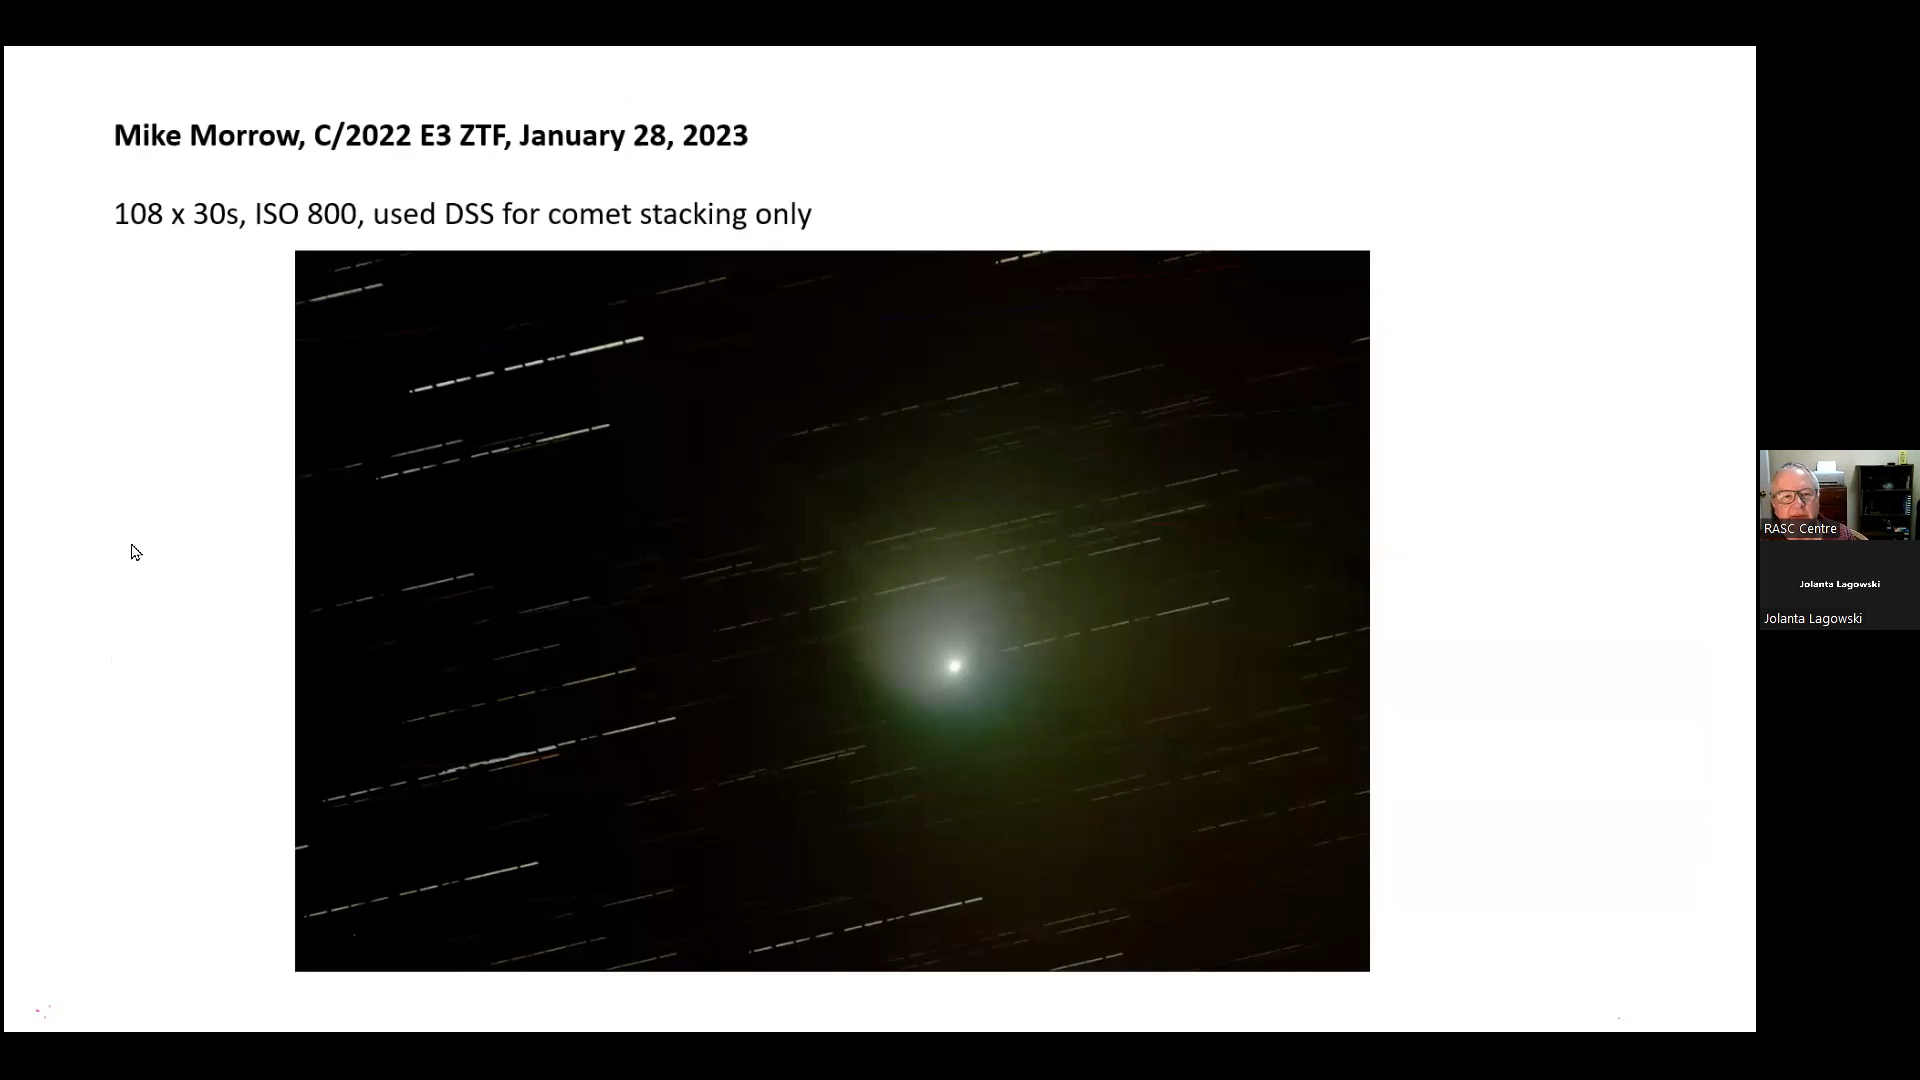 Mike Morrow, C/2022 E3 ZTF, January 28, 2023
108 x 30s, ISO 800, used DSS for comet stacking only
RASC Centre
Jolanta Lagowski
Jolanta Lagowski